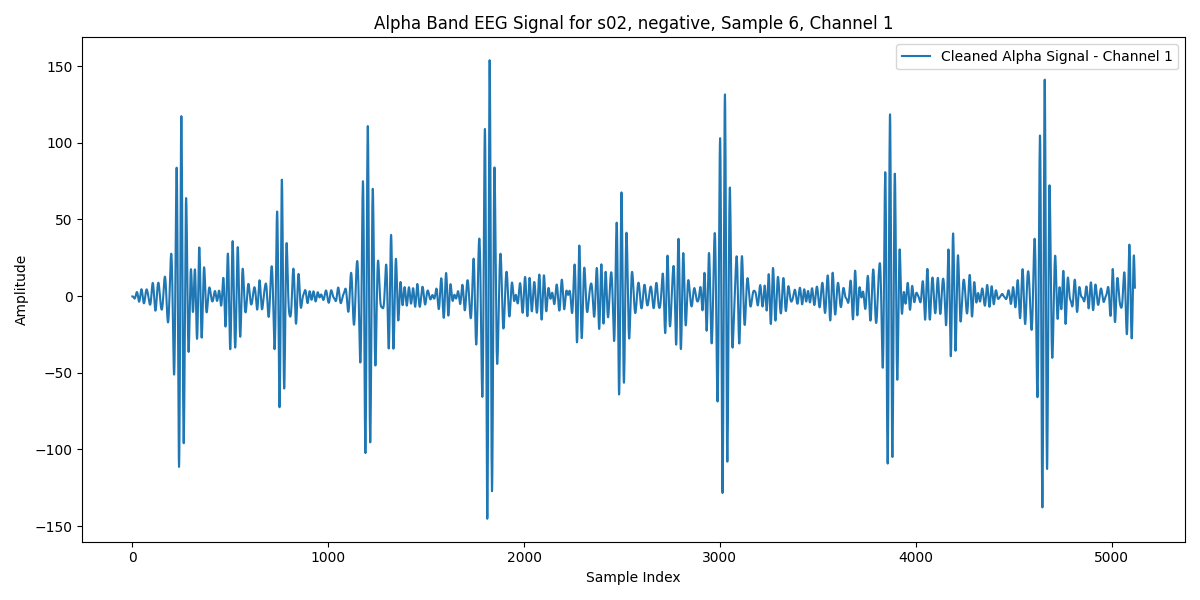 Alpha Band EEG Signal for s02, negative, Sample 6, Channel 1
Cleaned Alpha Signal - Channel 1
Amplitude
150
100
50
0
−50
−100
−150
0 1000 2000 3000 4000 5000
Sample Index